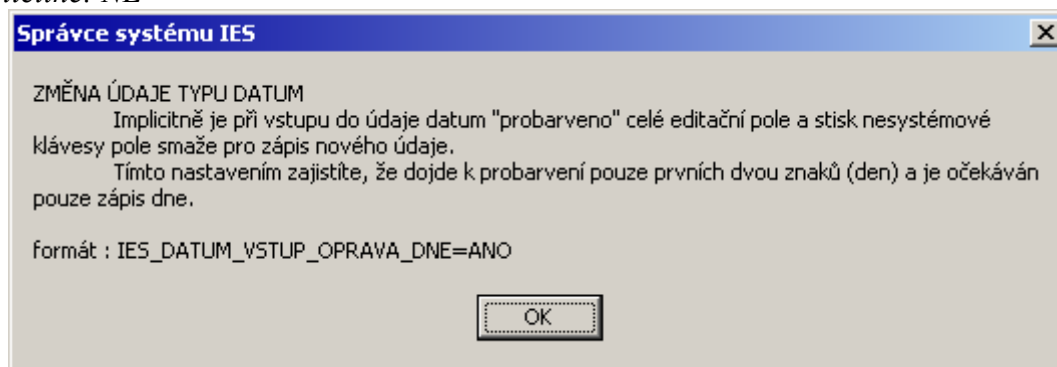 NE
Správce systému IES
ZMĚNA ÚDAJE TYPU DATUM
Implicitně je při vstupu do údaje datum "probarveno" celé editační pole a stisk nesystémové
klávesy pole smaže pro zápis nového údaje.
Tímto nastavením zajistíte, že dojde k probarvení pouze prvních dvou znaků (den) a je očekáván
pouze zápis dne.
formát : IES_DATUM_VSTUP_OPRAVA_DNE=ANO
OK